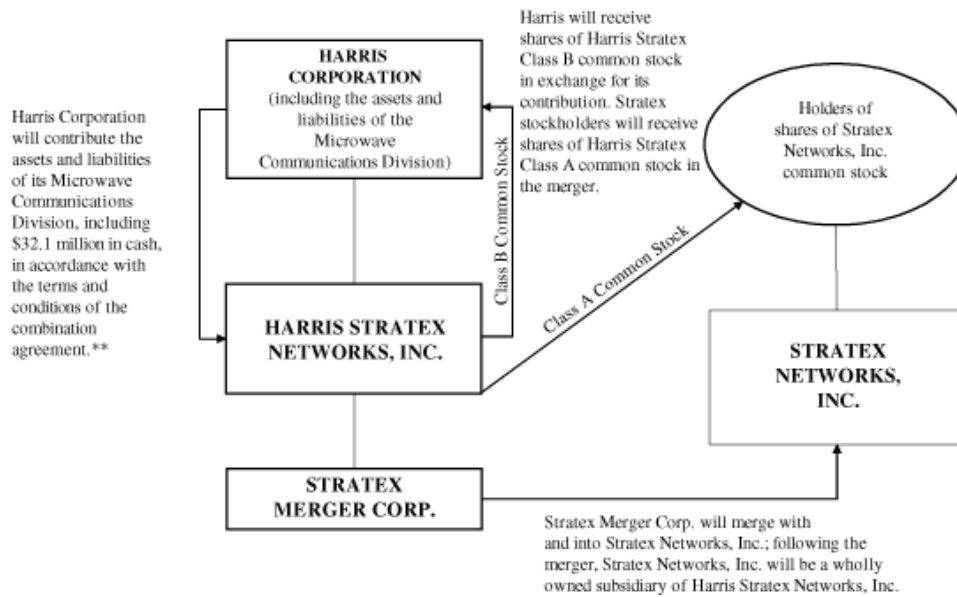 Harris Corporation
will contribute the
assets and liabilities
of its Microwave
Communications
Division, including
$32.1 million in cash,
in accordance with
the terms and
conditions of the
combination
agreement.**
HARRIS
CORPORATION
(including the assets and
liabilities of the
Microwave
Communications Division)
Harris will receive
shares of Harris Stratex
Class B common stock
in exchange for its
contribution. Stratex
stockholders will receive
shares of Harris Stratex
Class A common stock in
the merger.
Holders of
shares of Stratex
Networks, Inc.
common stock
Class B Common Stock
Class A Common Stock
HARRIS STRATEX
NETWORKS, INC.
STRATEX
NETWORKS,
INC.
STRATEX
MERGER CORP.
Stratex Merger Corp. will merge with
and into Stratex Networks, Inc.; following the
merger, Stratex Networks, Inc. will be a wholly
owned subsidiary of Harris Stratex Networks, Inc.